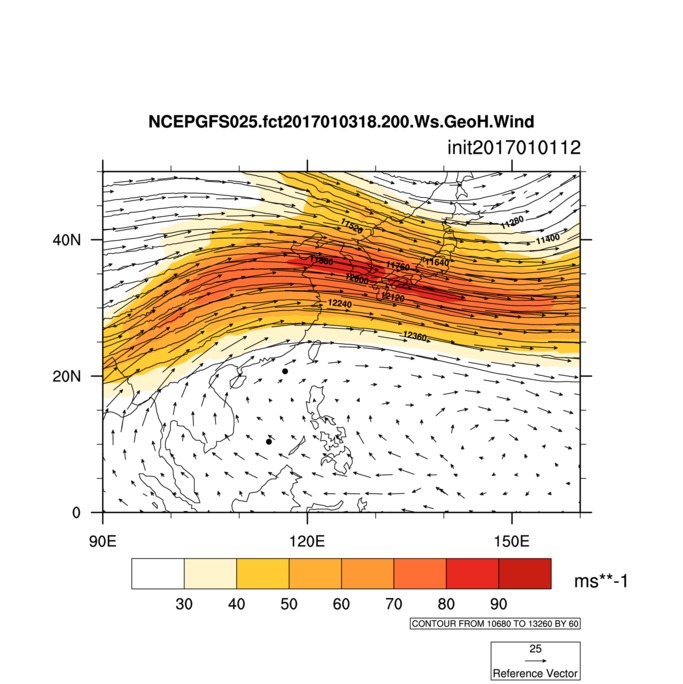 NCEPGFS025.fct2017010318.200.Ws.GeoH.Wind
init2017010112
11280
11400
11520
40N
11640
11760
11880
12000
12120
12240
12360
20N
0
90E 120E 150E
ms**-1
30 40 50 60 70 80 90
CONTOUR FROM 10680 TO 13260 BY 60
25
Reference Vector